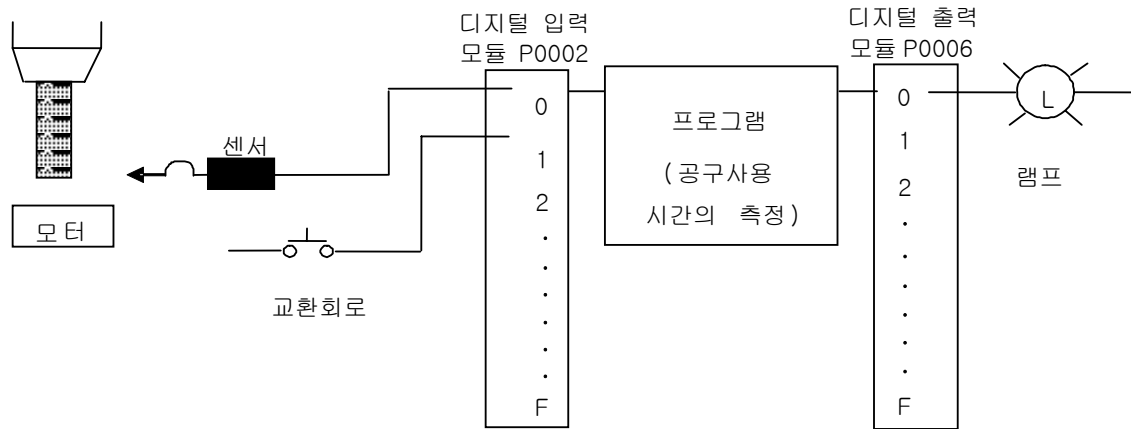 디지털 입력
모듈 P0002
디지털 출력
모듈 P0006
0
1
2
.
.
.
.
.
.
F
프로그램
(공구사용
시간의 측정)
0
1
2
.
.
.
.
.
.
F
L
램프
센서
모터
교환회로